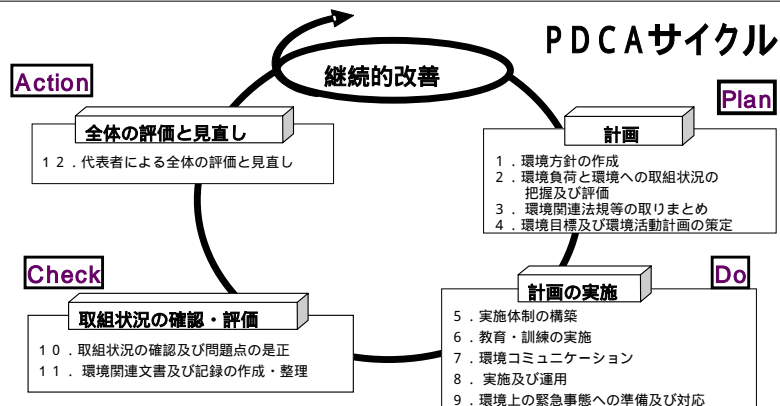 PDCAサイクル
継続的改善
Plan
計画
1．環境方針の作成
2．環境負荷と環境への取組状況の
把握及び評価
3．環境関連法規等の取りまとめ
4．環境目標及び環境活動計画の策定
Do
計画の実施
5．実施体制の構築
6．教育・訓練の実施
7．環境コミュニケーション
8．実施及び運用
9．環境上の緊急事態への準備及び対応
Check
取組状況の確認・評価
10．取組状況の確認及び問題点の是正
11．環境関連文書及び記録の作成・整理
Action
全体の評価と見直し
12．代表者による全体の評価と見直し